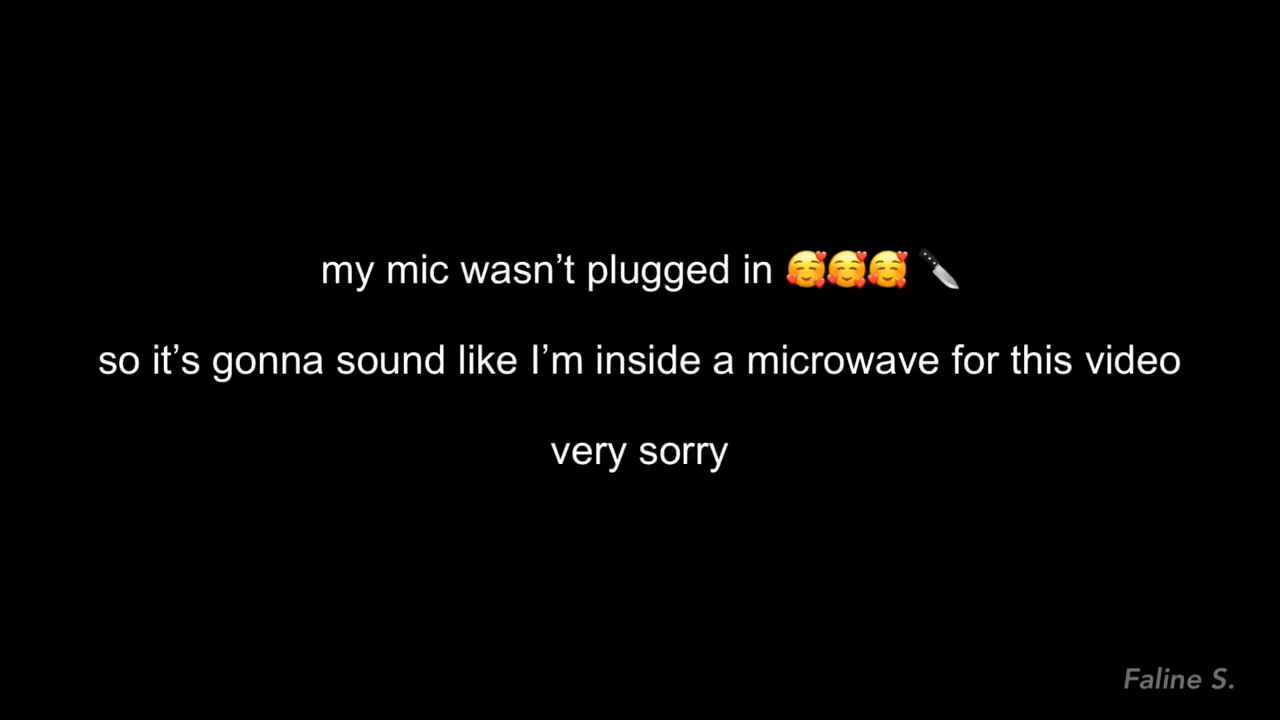 my mic wasn’t plugged in 🥰🥰🥰 🔪
so it’s gonna sound like I’m inside a microwave for this video
very sorry
Faline S.